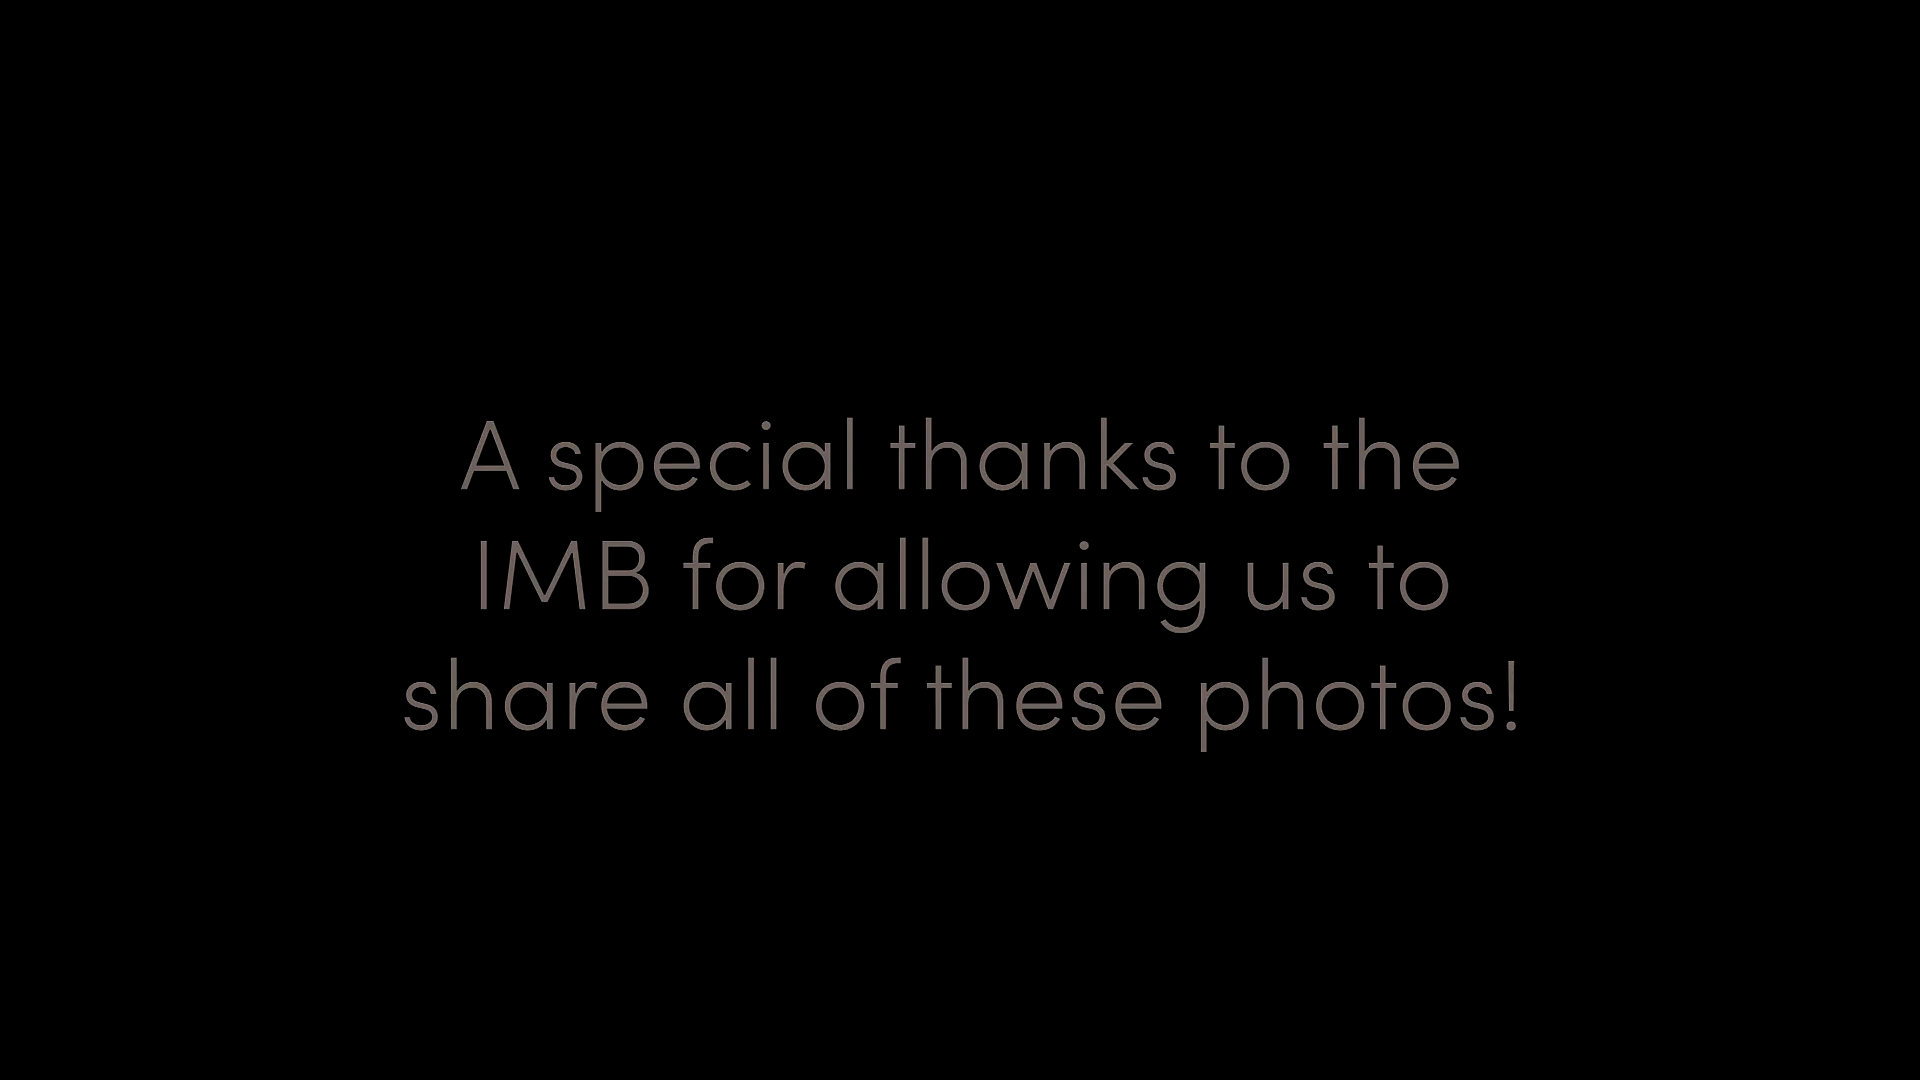 A special thanks to the
IMB for allowing us to
share all of these photos!